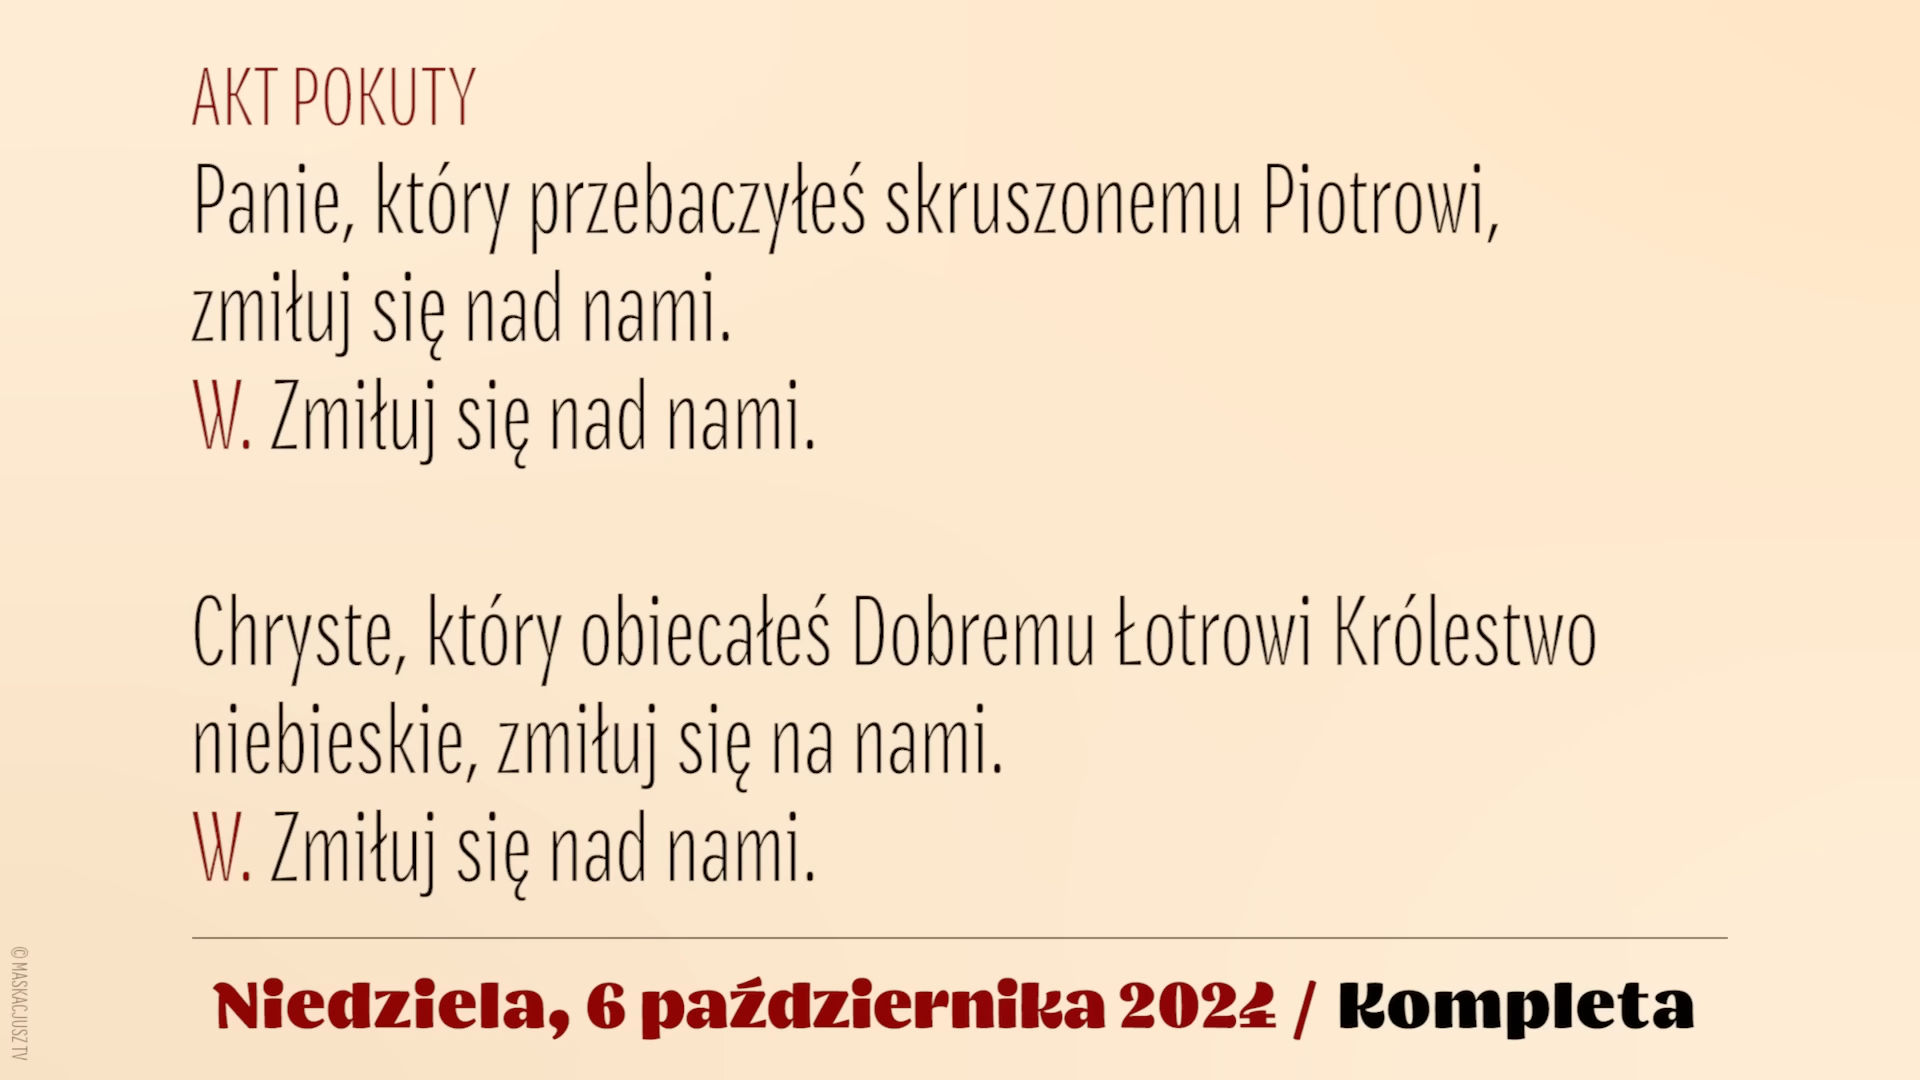 AKT POKUTY
Panie, który przebaczyłeś skruszonemu Piotrowi,
zmiłuj się nad nami.
W. Zmiłuj się nad nami.
Chryste, który obiecałeś Dobremu Łotrowi Królestwo
niebieskie, zmiłuj się na nami.
W. Zmiłuj się nad nami.
Niedziela, 6 października 2024 / Kompleta
© MASKACJUSZ TV